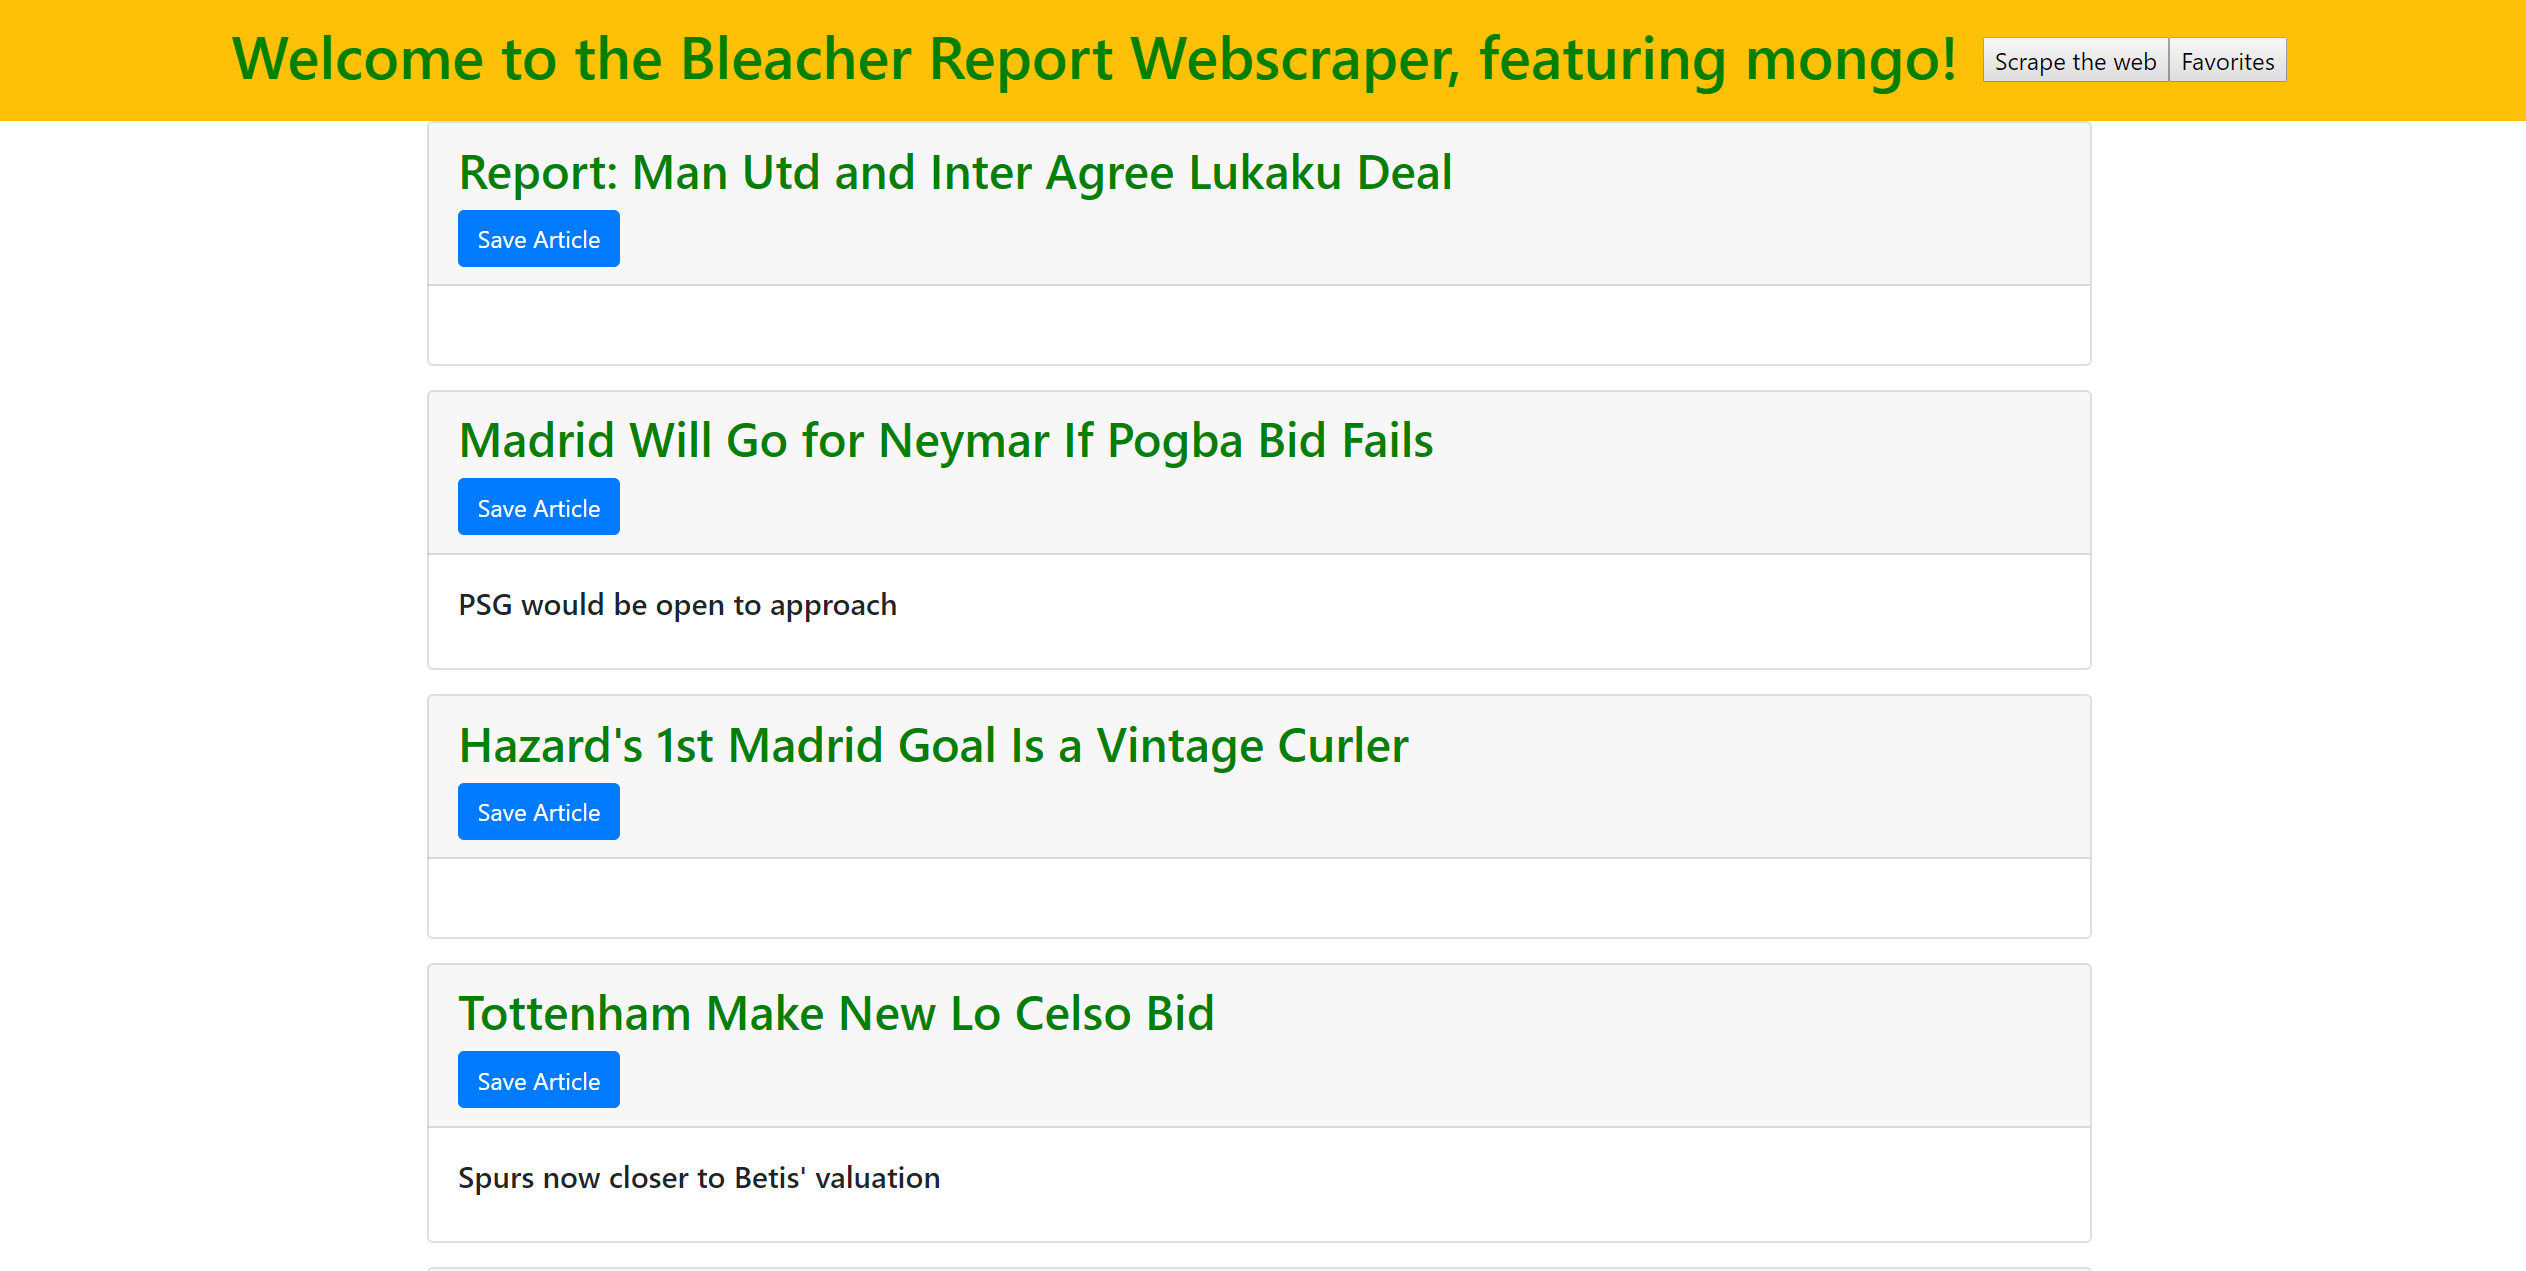 Welcome to the Bleacher Report Webscraper, featuring mongo! Scrape the web Favorites
Report: Man Utd and Inter Agree Lukaku Deal
Save Article
Madrid Will Go for Neymar If Pogba Bid Fails
Save Article
PSG would be open to approach
Hazard's 1st Madrid Goal Is a Vintage Curler
Save Article
Tottenham Make New Lo Celso Bid
Save Article
Spurs now closer to Betis' valuation